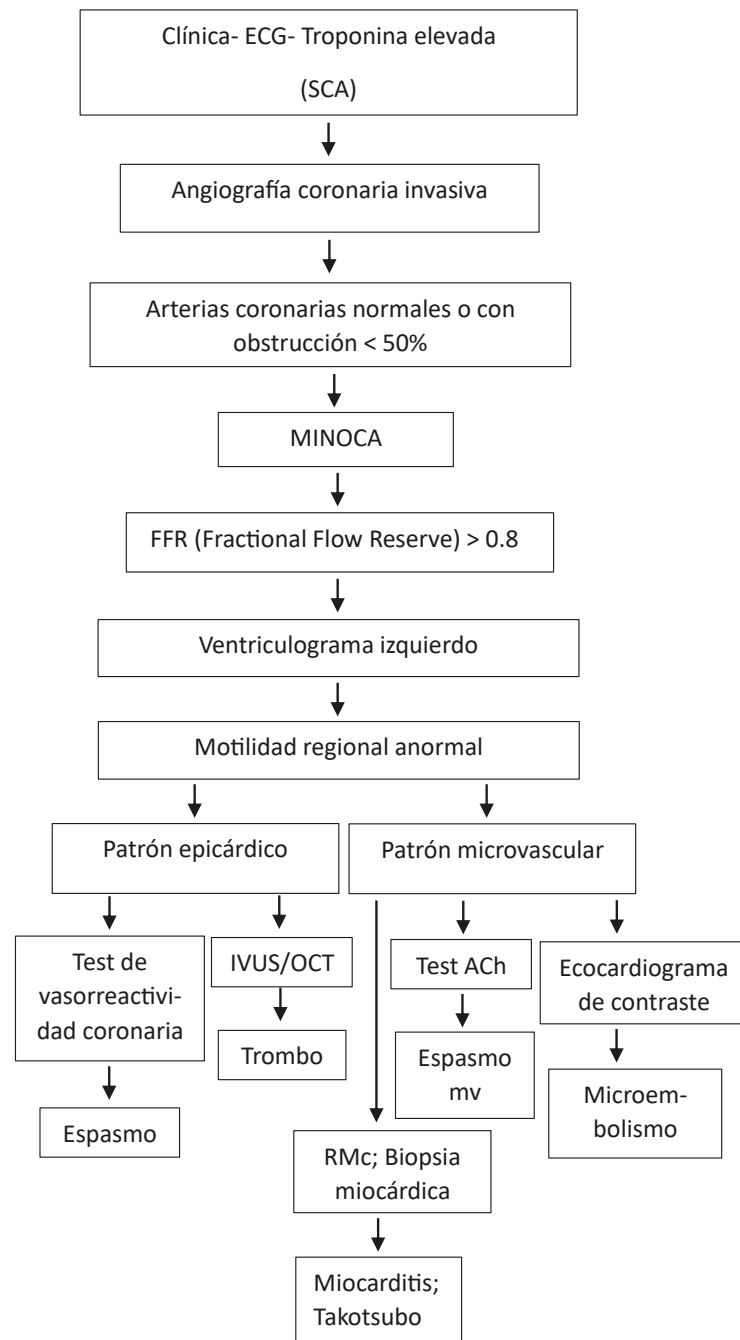 Clínica- ECG- Troponina elevada
(SCA)
Angiografía coronaria invasiva
Arterias coronarias normales o con
obstrucción < 50%
MINOCA
FFR (Fractional Flow Reserve) > 0.8
Ventriculograma izquierdo
Motilidad regional anormal
Patrón epicárdico
Patrón microvascular
Test de
vasorreactivi-
dad coronaria
IVUS/OCT
Test ACh
Ecocardiograma
de contraste
Trombo
Espasmo
mv
Microem-
bolismo
Espasmo
RMc; Biopsia
miocárdica
Miocarditis;
Takotsubo